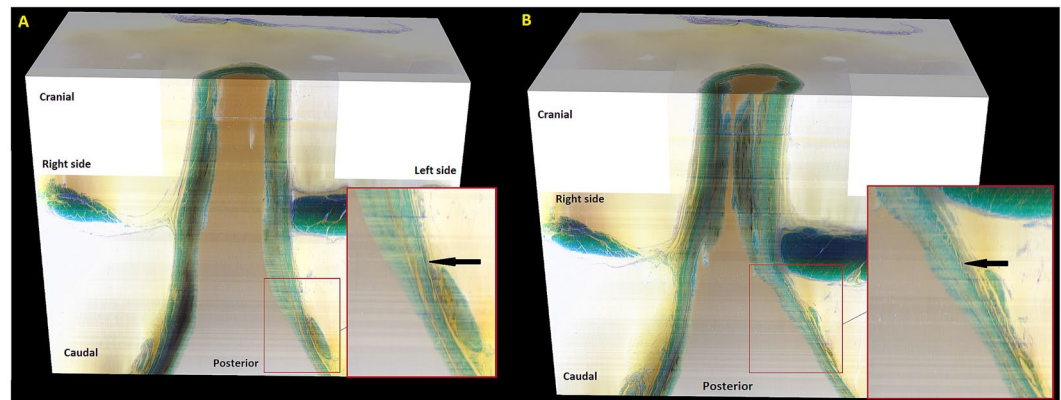 A
Cranial
Right side
Left side
Caudal
Posterior
B
Cranial
Right side
Caudal
Posterior